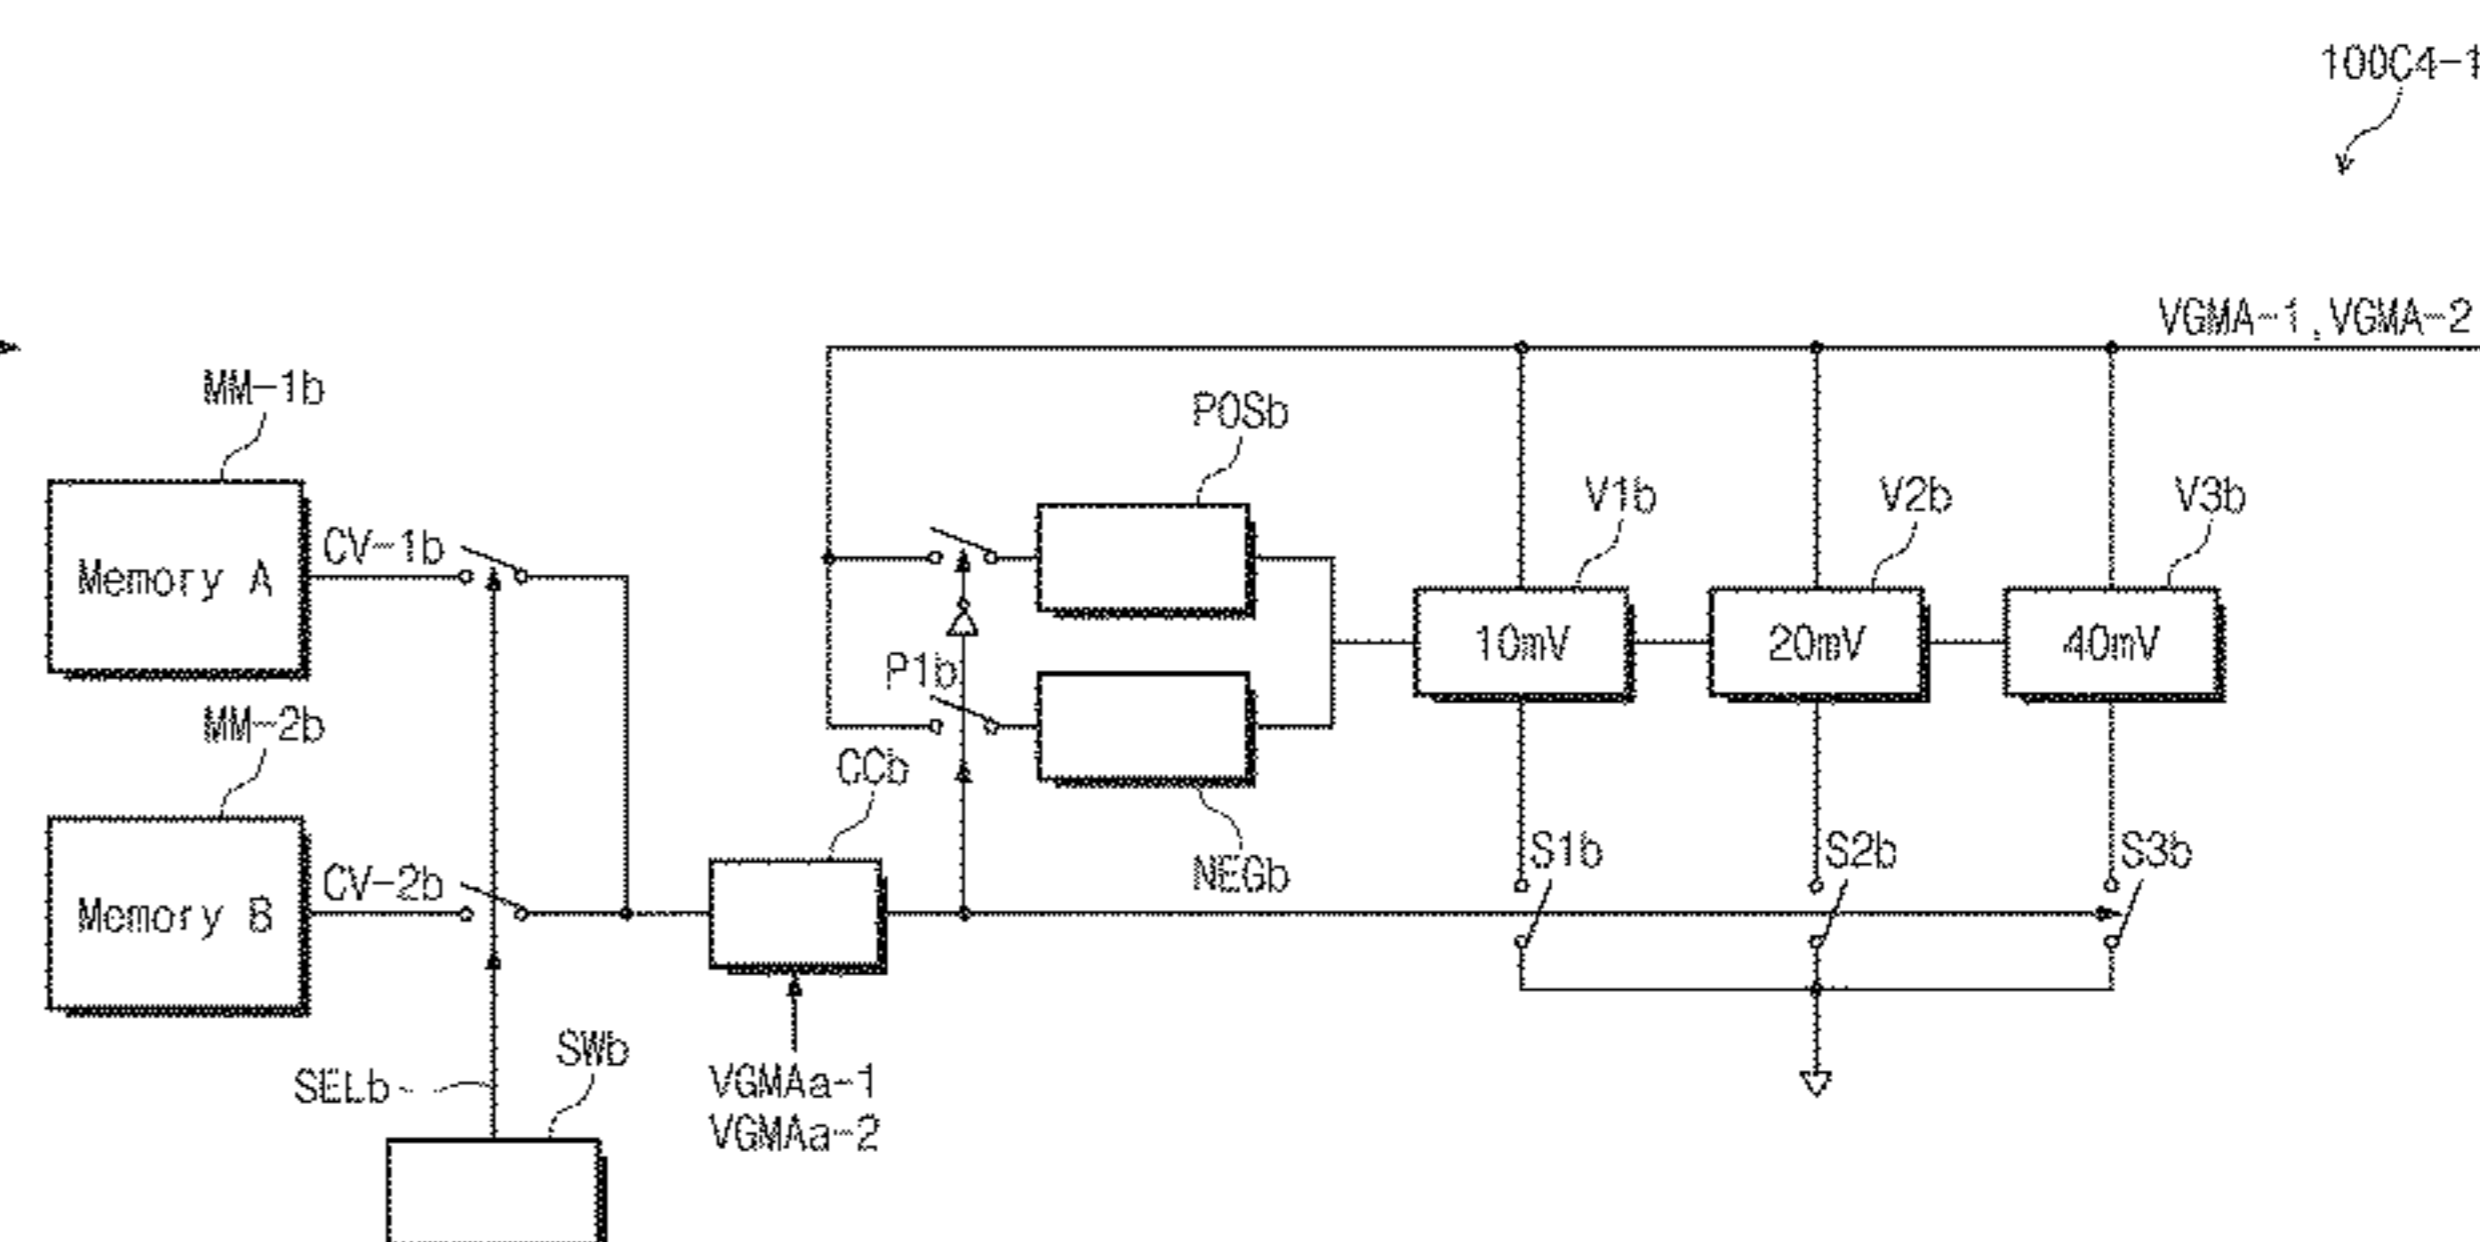 100C4-1
VGMA-1, VGMA-2
MM-1b
POSb
V1b
V2b
V3b
CV-1b
Memory A
10mV
20mV
40mV
P1b
MM-2b
CCb
NEGb
S1b
S2b
S3b
CV-2b
Memory B
SWb
SELb
VGMAa-1
VGMAa-2